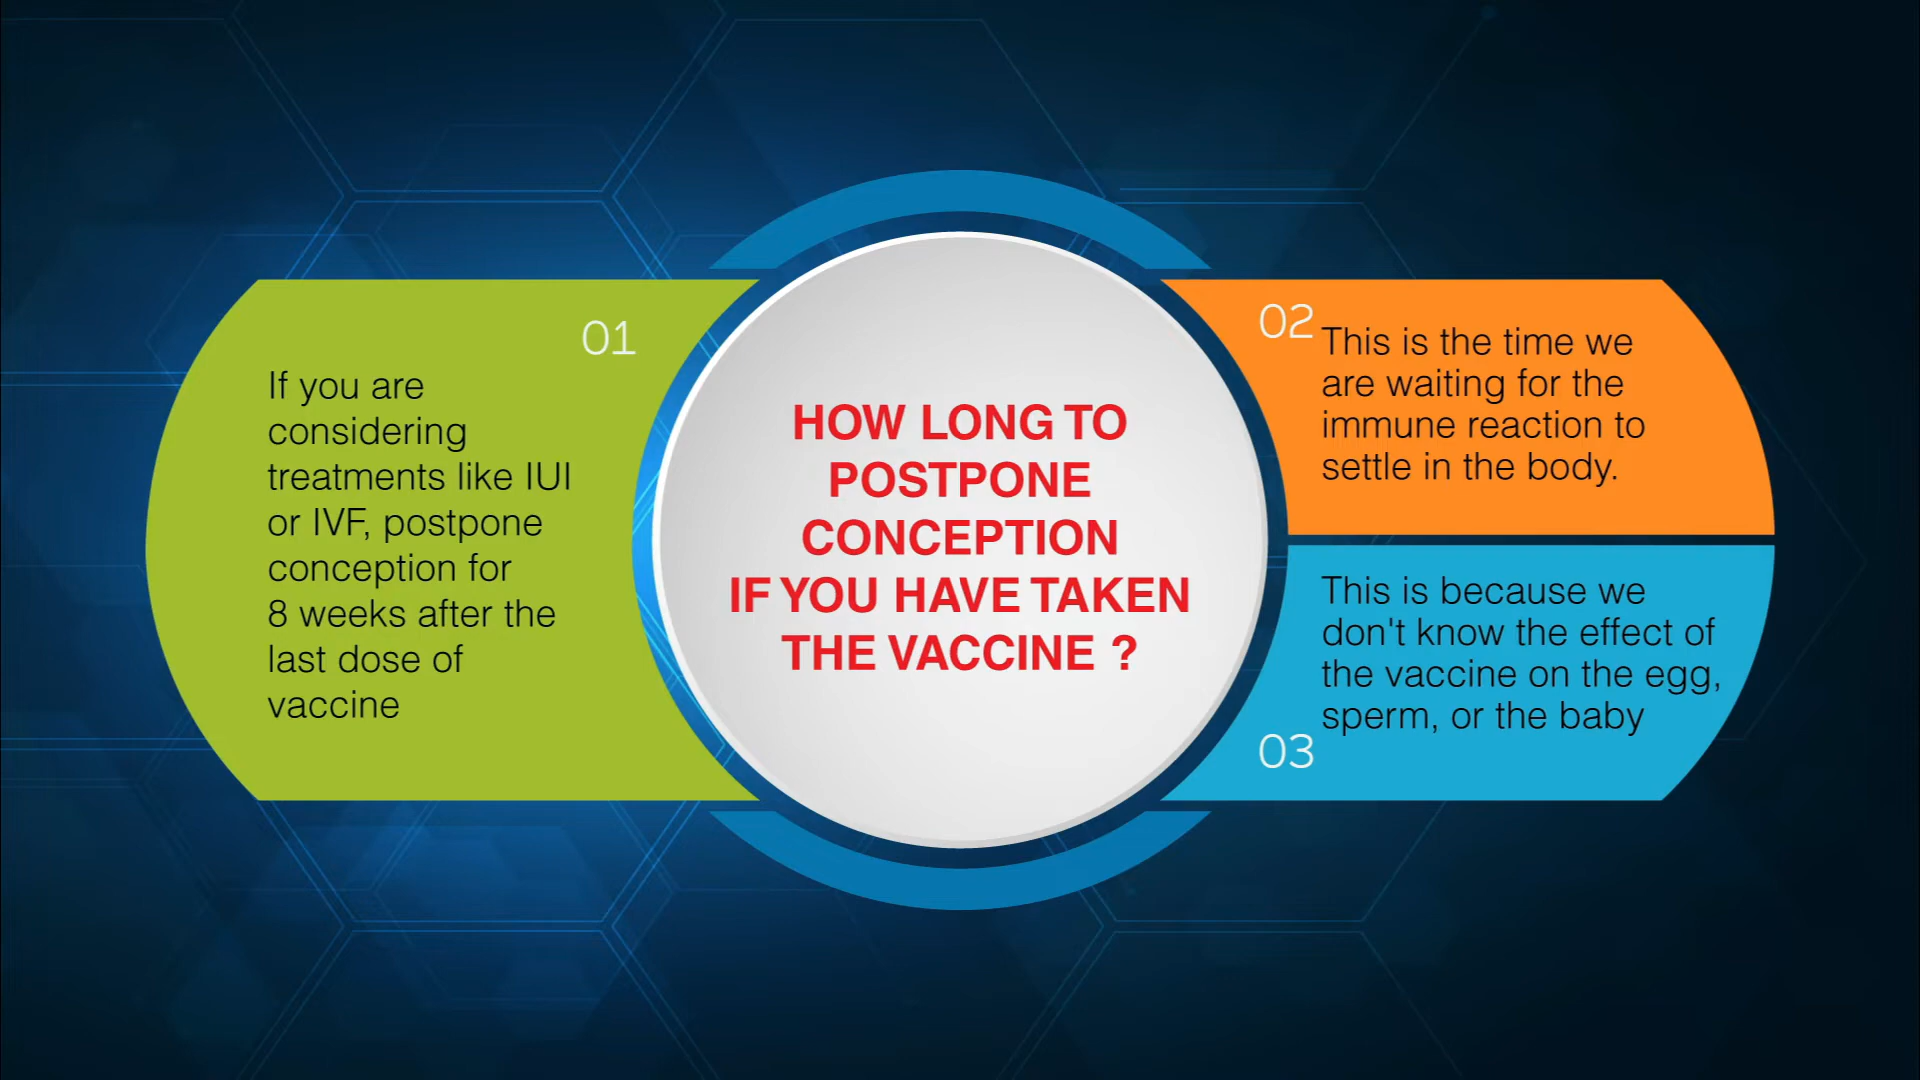 01
If you are
considering
treatments like IUI
or IVF, postpone
conception for
8 weeks after the
last dose of
vaccine
HOW LONG TO
POSTPONE
CONCEPTION
IF YOU HAVE TAKEN
THE VACCINE ?
02
This is the time we
are waiting for the
immune reaction to
settle in the body.
This is because we
don't know the effect of
the vaccine on the egg,
sperm, or the baby
03